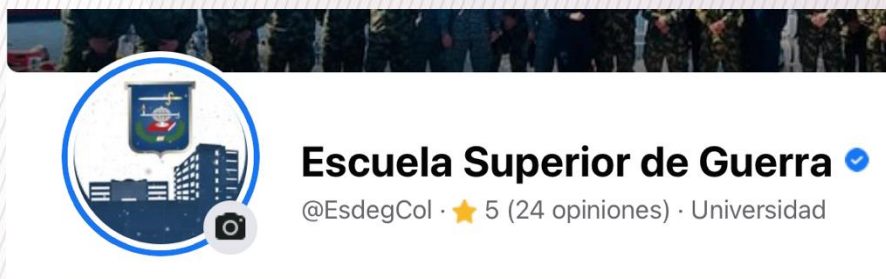 Escuela Superior de Guerra
@EsdegCol · ⭐ 5 (24 opiniones) · Universidad